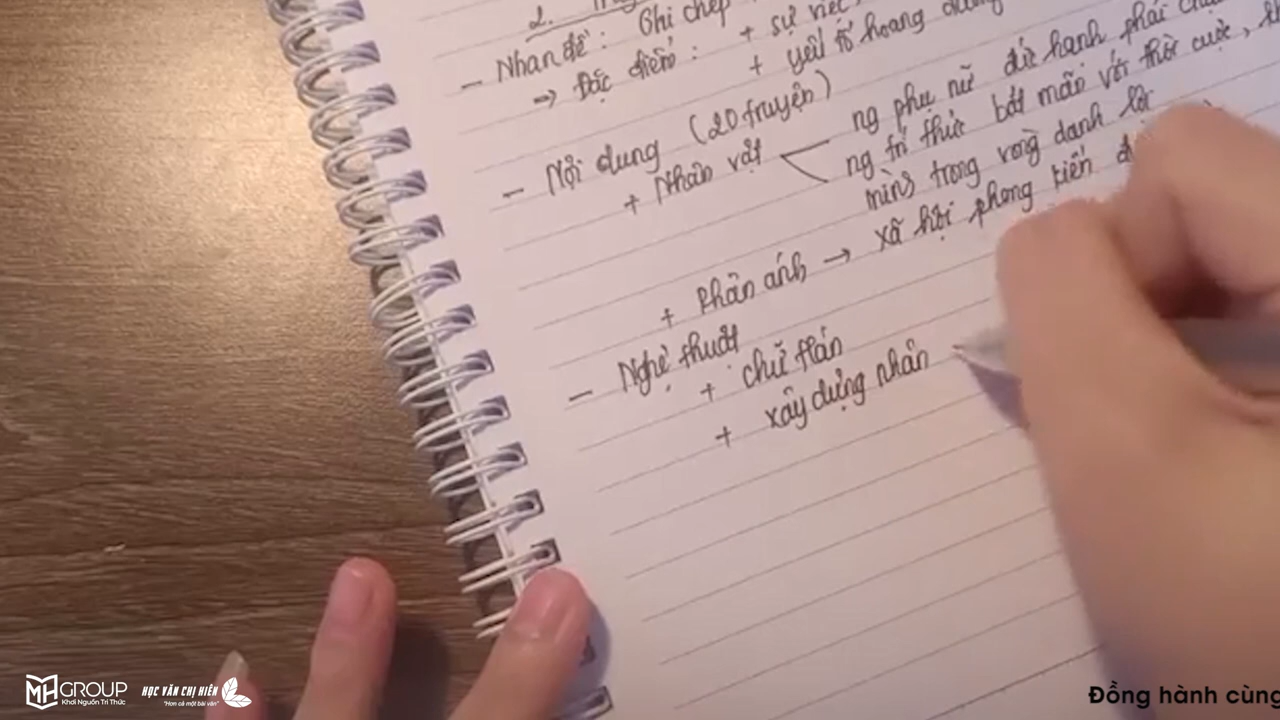 2.
- Nhan đề: Ghi chép + sự việc
→ Đặc điểm: + yếu tố hoang đường
- Nội dung (20 truyện)
+ Nhân vật ng phụ nữ đức hạnh phải
ng trí thức bất mãn với thời cuộc,
mình trong vòng danh lợi
+ Phản ánh → xã hội phong kiến
- Nghệ thuật
+ chữ Hán
+ xây dựng nhân
MH GROUP
Khơi Nguồn Tri Thức
HỌC VĂN CHỊ HIÊN
"Hơn cả một bài văn"
Đồng hành cùng